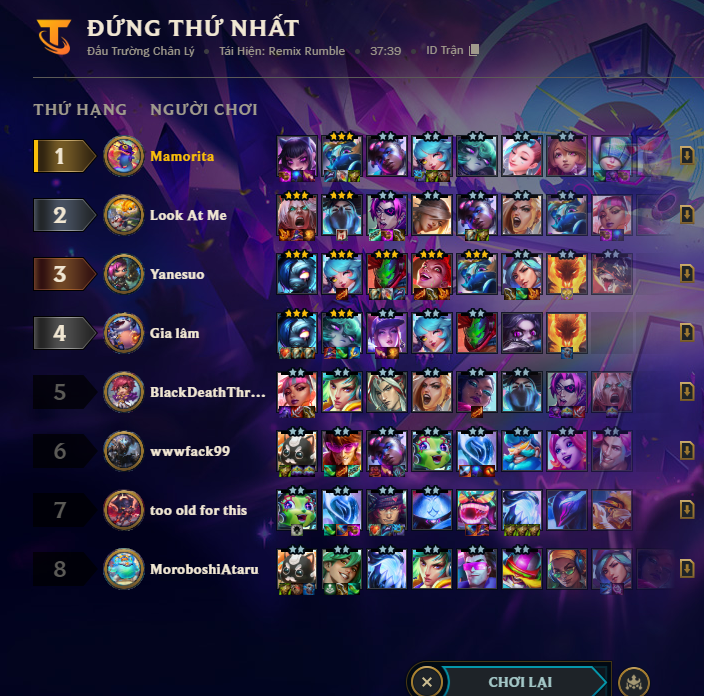 ĐỨNG THỨ NHẤT
Đấu Trường Chân Lý • Tái Hiện: Remix Rumble • 37:39 • ID Trận
THỨ HẠNG NGƯỜI CHƠI
1 Mamorita
2 Look At Me
3 Yanesuo
4 Gia lâm
5 BlackDeathThr...
6 wwwfack99
7 too old for this
8 MoroboshiAtaru
CHƠI LẠI